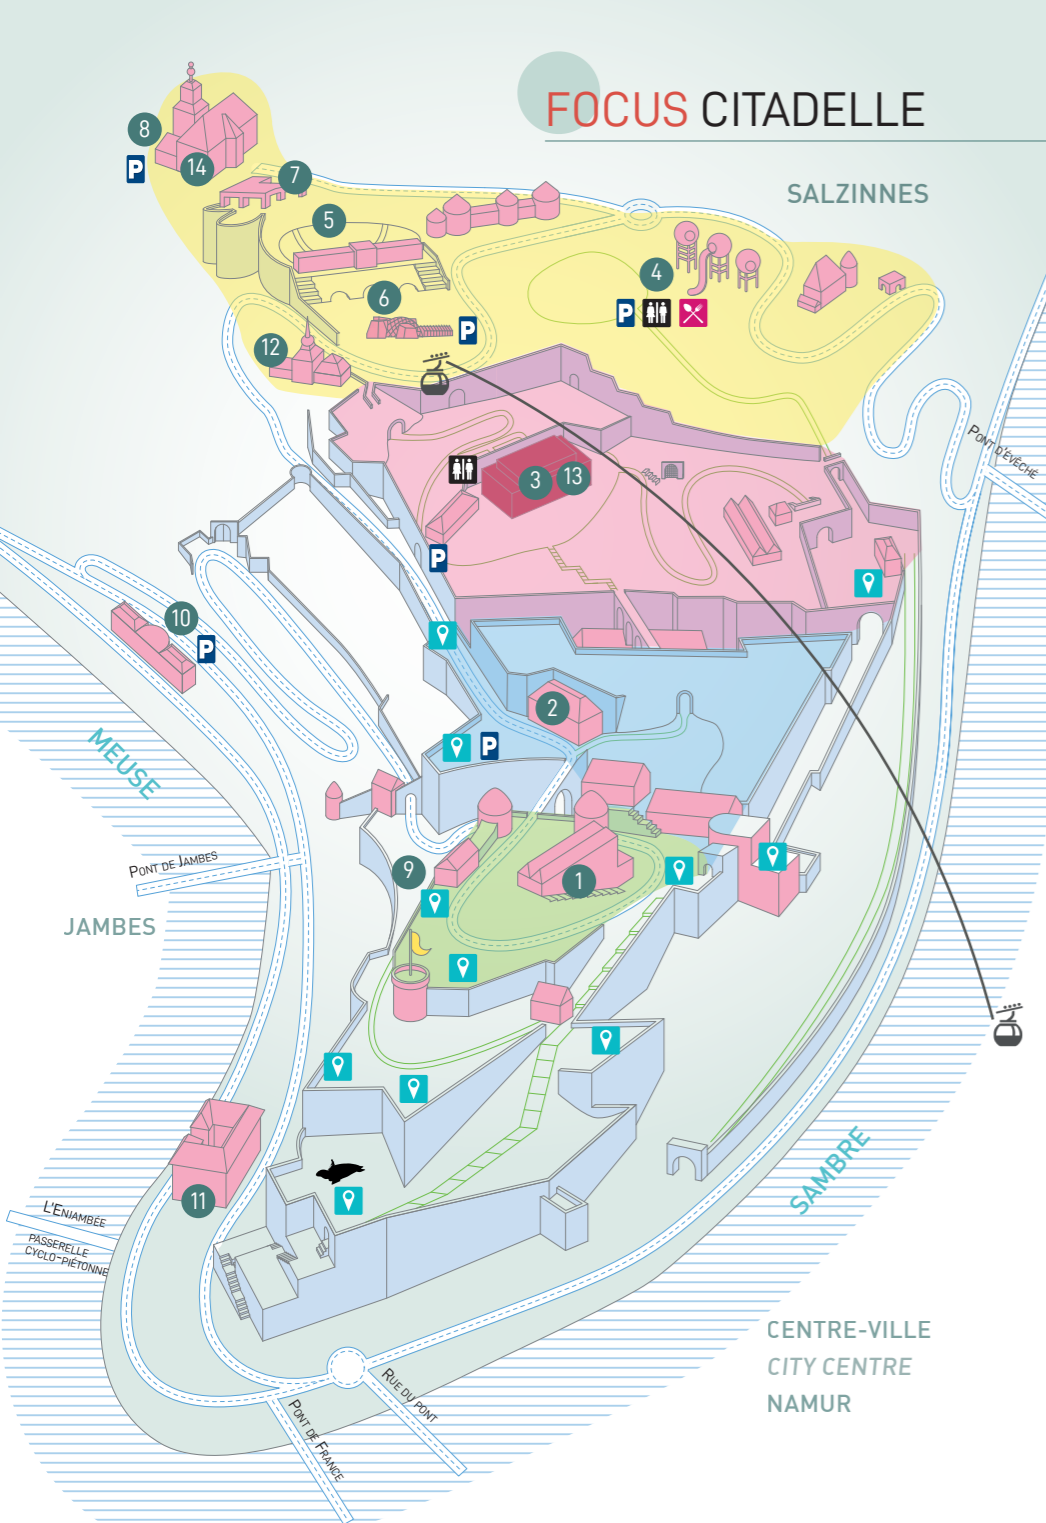 FOCUS CITADELLE
SALZINNES
8
P
14
7
5
4
6
P
P
12
PONT D'ÉVÊCHÉ
3
13
P
10
P
2
P
MEUSE
PONT DE JAMBES
9
1
JAMBES
SAMBRE
11
L'ENJAMBÉE
PASSERELLE
CYCLO-PIÉTONNE
CENTRE-VILLE
CITY CENTRE
NAMUR
RUE DU PONT
PONT DE FRANCE